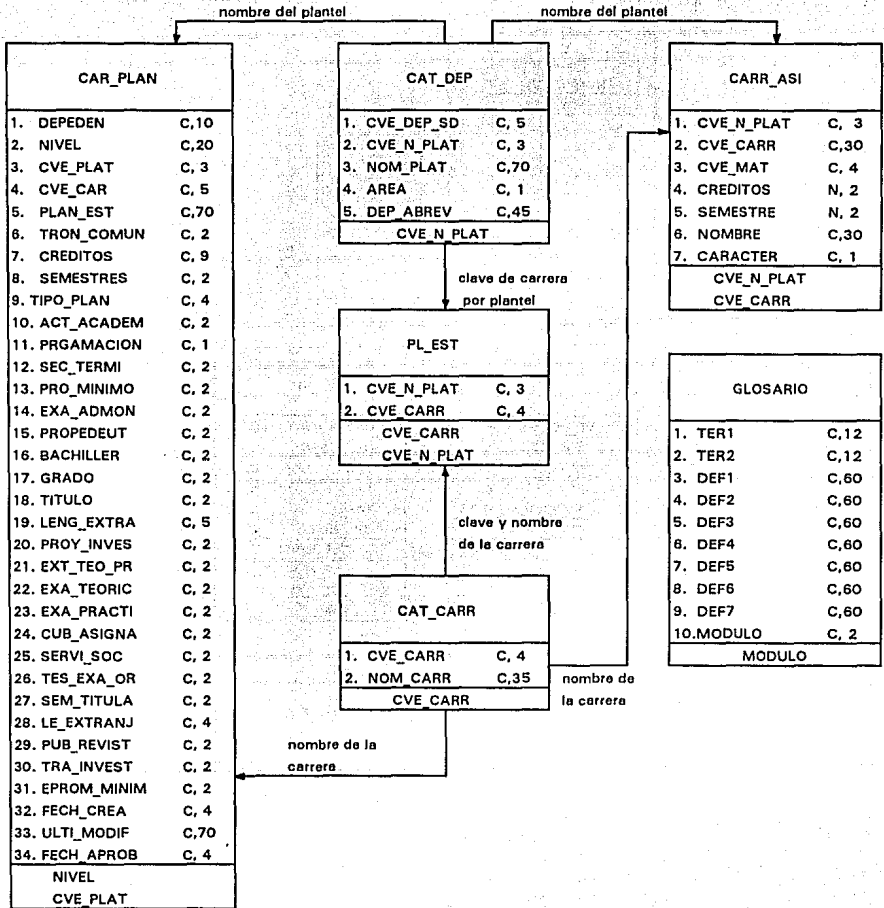 nombre del plantel
nombre del plantel
CAR_PLAN
1. DEPEDEN C,10
2. NIVEL C,20
3. CVE_PLAT C, 3
4. CVE_CAR C, 5
5. PLAN_EST C,70
6. TRON_COMUN C, 2
7. CREDITOS C, 9
8. SEMESTRES C, 2
9. TIPO_PLAN C, 4
10. ACT_ACADEM C, 2
11. PRGAMACION C, 1
12. SEC_TERMI C, 2
13. PRO_MINIMO C, 2
14. EXA_ADMON C, 2
15. PROPEDEUT C, 2
16. BACHILLER C, 2
17. GRADO C, 2
18. TITULO C, 2
19. LENG_EXTRA C, 5
20. PROY_INVES C, 2
21. EXT_TEO_PR C, 2
22. EXA_TEORIC C, 2
23. EXA_PRACTI C, 2
24. CUB_ASIGNA C, 2
25. SERVI_SOC C, 2
26. TES_EXA_OR C, 2
27. SEM_TITULA C, 2
28. LE_EXTRANJ C, 4
29. PUB_REVIST C, 2
30. TRA_INVEST C, 2
31. EPROM_MINIM C, 2
32. FECH_CREA C, 4
33. ULTI_MODIF C,70
34. FECH_APROB C, 4
NIVEL
CVE_PLAT
CAT_DEP
1. CVE_DEP_SD C, 5
2. CVE_N_PLAT C, 3
3. NOM_PLAT C,70
4. AREA C, 1
5. DEP_ABREV C,45
CVE_N_PLAT
clave de carrera
por plantel
PL_EST
1. CVE_N_PLAT C, 3
2. CVE_CARR C, 4
CVE_CARR
CVE_N_PLAT
clave y nombre
de la carrera
CAT_CARR
1. CVE_CARR C, 4
2. NOM_CARR C,35
CVE_CARR
nombre de
la carrera
nombre de la
carrera
CARR_ASI
1. CVE_N_PLAT C, 3
2. CVE_CARR C,30
3. CVE_MAT C, 4
4. CREDITOS N, 2
5. SEMESTRE N, 2
6. NOMBRE C,30
7. CARACTER C, 1
CVE_N_PLAT
CVE_CARR
GLOSARIO
1. TER1 C,12
2. TER2 C,12
3. DEF1 C,60
4. DEF2 C,60
5. DEF3 C,60
6. DEF4 C,60
7. DEF5 C,60
8. DEF6 C,60
9. DEF7 C,60
10.MODULO C, 2
MODULO